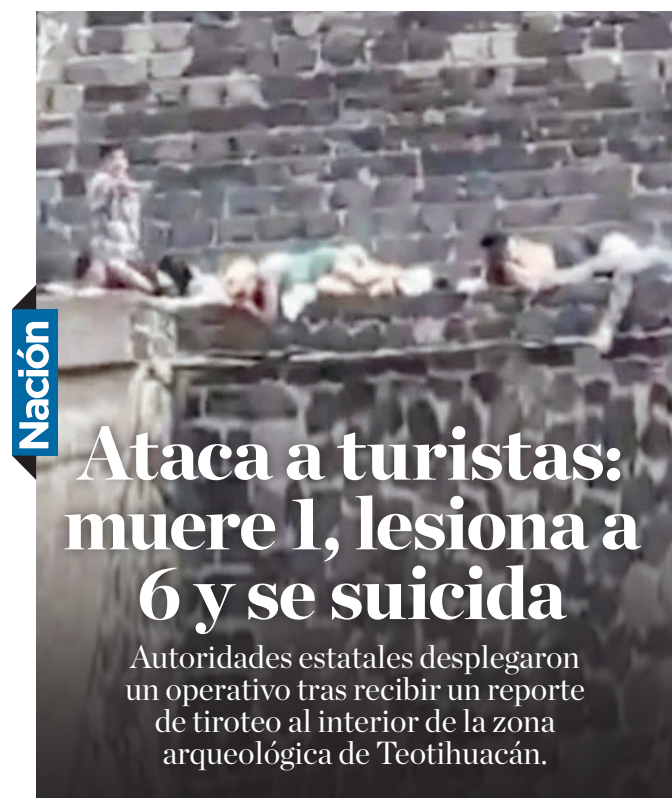 Nación
Ataca a turistas:
muere 1, lesiona a
6 y se suicida
Autoridades estatales desplegaron
un operativo tras recibir un reporte
de tiroteo al interior de la zona
arqueológica de Teotihuacán.